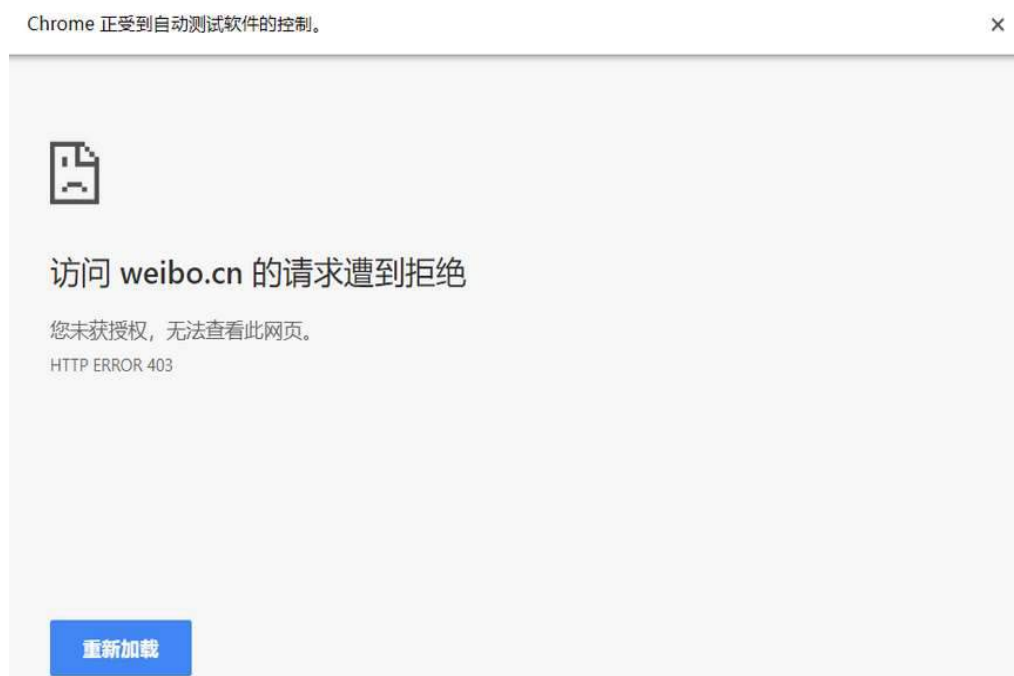 Chrome 正受到自动测试软件的控制。
访问 weibo.cn 的请求遭到拒绝
您未获授权，无法查看此网页。
HTTP ERROR 403
重新加载